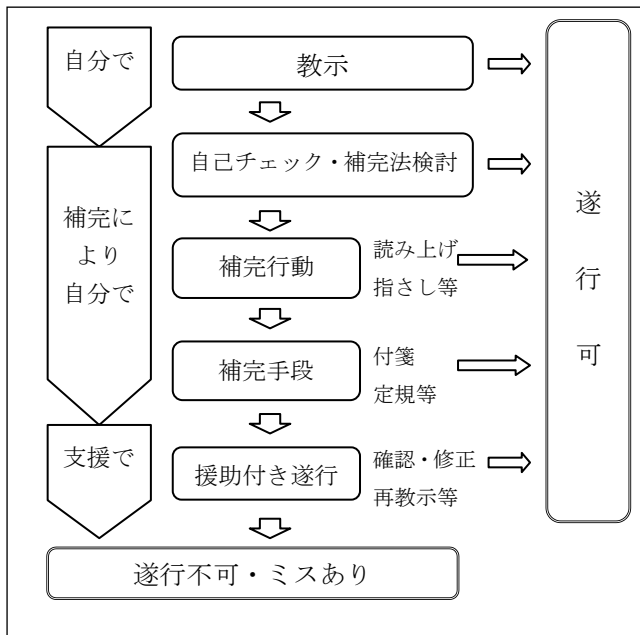 自分で
教示
自己チェック・補完法検討
補完に
より
自分で
補完行動
読み上げ
指さし等
補完手段
付箋
定規等
支援で
援助付き遂行
確認・修正
再教示等
遂行可
遂行不可・ミスあり